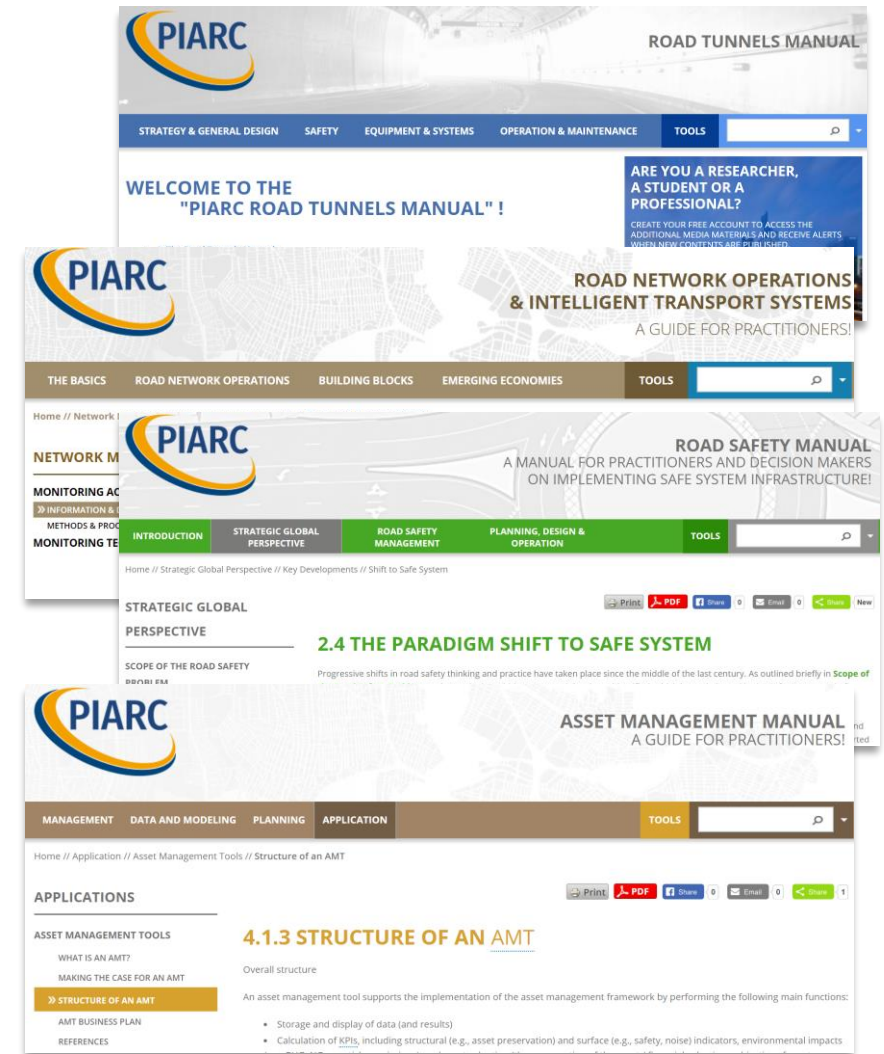 PIARC
ROAD TUNNELS MANUAL
STRATEGY & GENERAL DESIGN SAFETY EQUIPMENT & SYSTEMS OPERATION & MAINTENANCE TOOLS
WELCOME TO THE
"PIARC ROAD TUNNELS MANUAL" !
ARE YOU A RESEARCHER,
A STUDENT OR A
PROFESSIONAL?
CREATE YOUR FREE ACCOUNT TO ACCESS THE
ADDITIONAL MEDIA MATERIALS AND RECEIVE ALERTS
WHEN NEW CONTENTS ARE PUBLISHED.
PIARC
ROAD NETWORK OPERATIONS
& INTELLIGENT TRANSPORT SYSTEMS
A GUIDE FOR PRACTITIONERS!
THE BASICS ROAD NETWORK OPERATIONS BUILDING BLOCKS EMERGING ECONOMIES TOOLS
Home // Network
NETWORK M
MONITORING AC
» INFORMATION &
METHODS & PROC
MONITORING TE
PIARC
ROAD SAFETY MANUAL
A MANUAL FOR PRACTITIONERS AND DECISION MAKERS
ON IMPLEMENTING SAFE SYSTEM INFRASTRUCTURE!
INTRODUCTION STRATEGIC GLOBAL PERSPECTIVE ROAD SAFETY MANAGEMENT PLANNING, DESIGN & OPERATION TOOLS
Home // Strategic Global Perspective // Key Developments // Shift to Safe System
Print PDF Share 0 Email 0 Share New
STRATEGIC GLOBAL
PERSPECTIVE
2.4 THE PARADIGM SHIFT TO SAFE SYSTEM
SCOPE OF THE ROAD SAFETY
PROBLEM
Progressive shifts in road safety thinking and practice have taken place since the middle of the last century. As outlined briefly in Scope of
nd
rted
PIARC
ASSET MANAGEMENT MANUAL
A GUIDE FOR PRACTITIONERS!
MANAGEMENT DATA AND MODELING PLANNING APPLICATION TOOLS
Home // Application // Asset Management Tools // Structure of an AMT
Print PDF Share 0 Email 0 Share 1
APPLICATIONS
ASSET MANAGEMENT TOOLS
WHAT IS AN AMT?
MAKING THE CASE FOR AN AMT
» STRUCTURE OF AN AMT
AMT BUSINESS PLAN
REFERENCES
4.1.3 STRUCTURE OF AN AMT
Overall structure
An asset management tool supports the implementation of the asset management framework by performing the following main functions:
• Storage and display of data (and results)
• Calculation of KPIs, including structural (e.g., asset preservation) and surface (e.g., safety, noise) indicators, environmental impacts